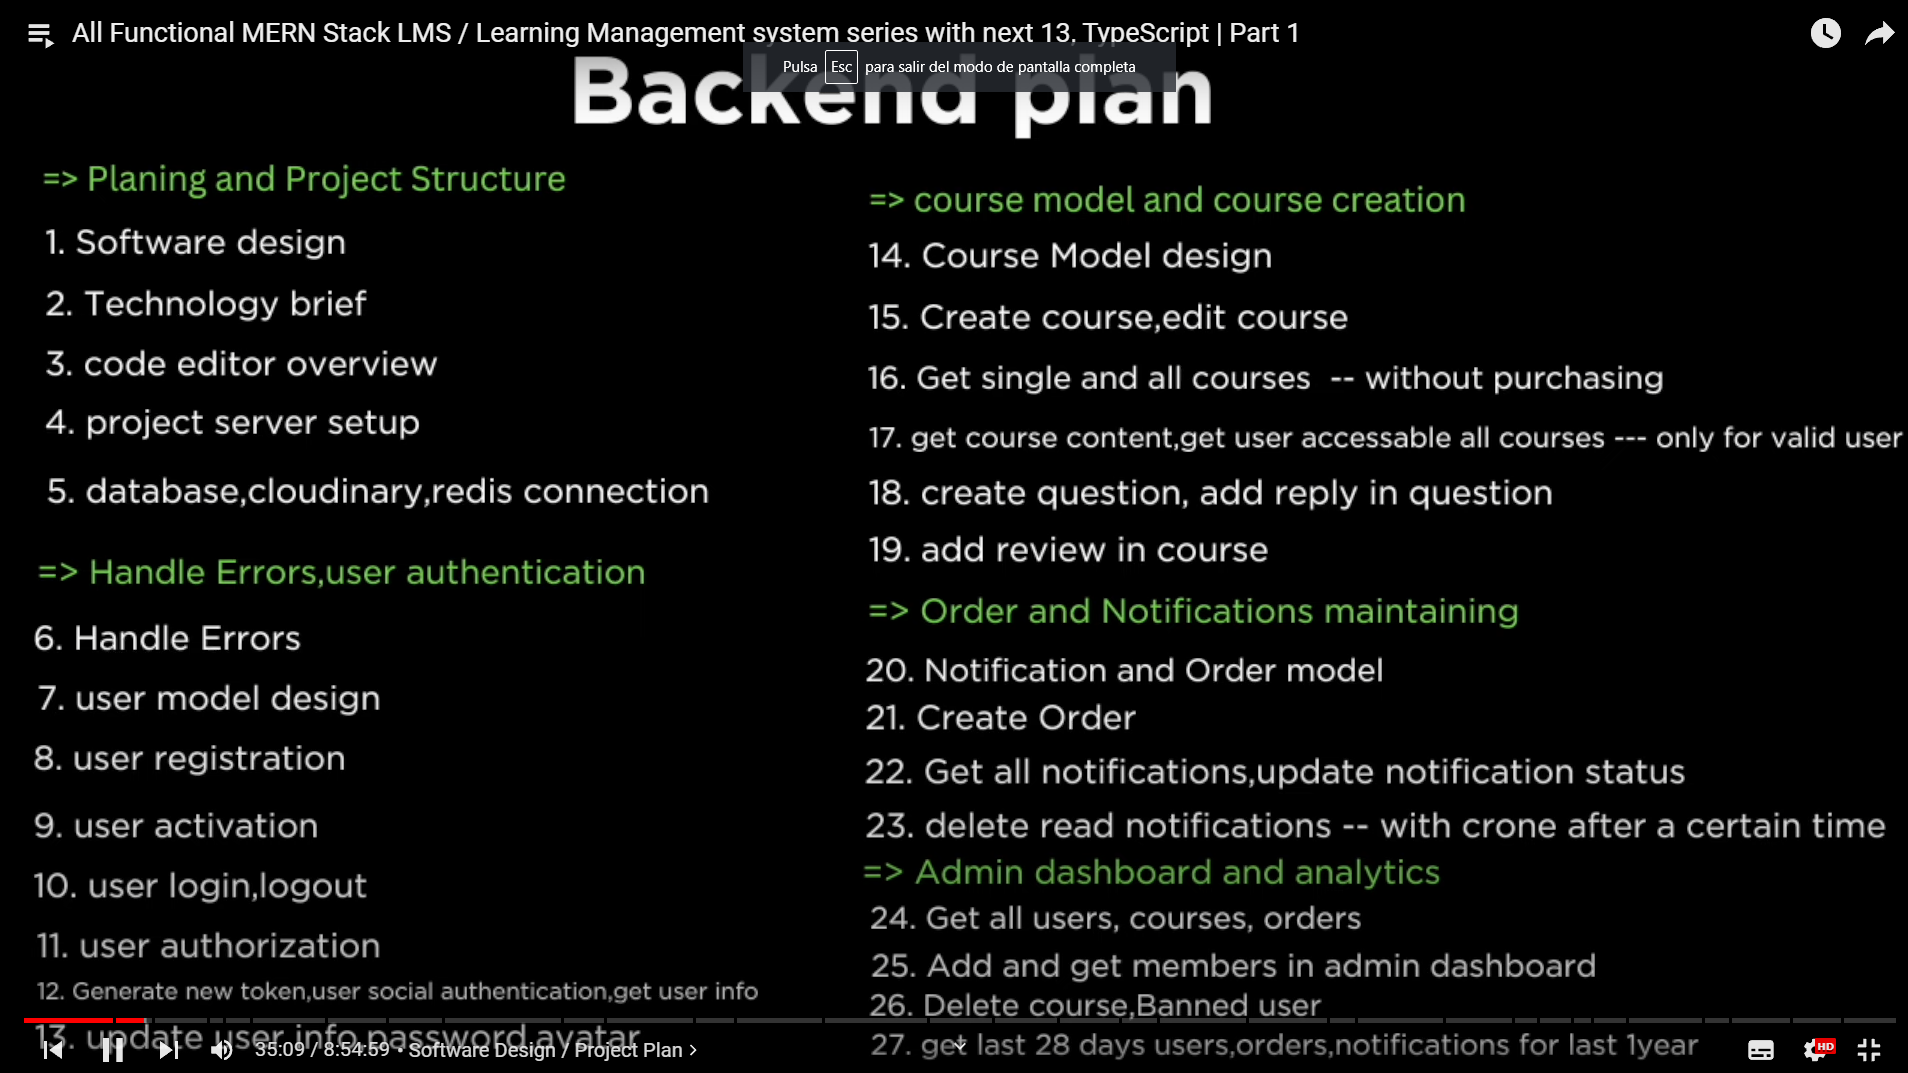 All Functional MERN Stack LMS / Learning Management system series with next 13, TypeScript | Part 1
Pulsa Esc para salir del modo de pantalla completa
Backend plan
=> Planing and Project Structure
1. Software design
2. Technology brief
3. code editor overview
4. project server setup
5. database,cloudinary,redis connection
=> Handle Errors,user authentication
6. Handle Errors
7. user model design
8. user registration
9. user activation
10. user login,logout
11. user authorization
12. Generate new token,user social authentication,get user info
13. update user info,password,avatar
=> course model and course creation
14. Course Model design
15. Create course,edit course
16. Get single and all courses -- without purchasing
17. get course content,get user accessable all courses --- only for valid user
18. create question, add reply in question
19. add review in course
=> Order and Notifications maintaining
20. Notification and Order model
21. Create Order
22. Get all notifications,update notification status
23. delete read notifications -- with crone after a certain time
=> Admin dashboard and analytics
24. Get all users, courses, orders
25. Add and get members in admin dashboard
26. Delete course,Banned user
27. get last 28 days users,orders,notifications for last 1year
35:09 / 8:54:59 • Software Design / Project Plan >
HD